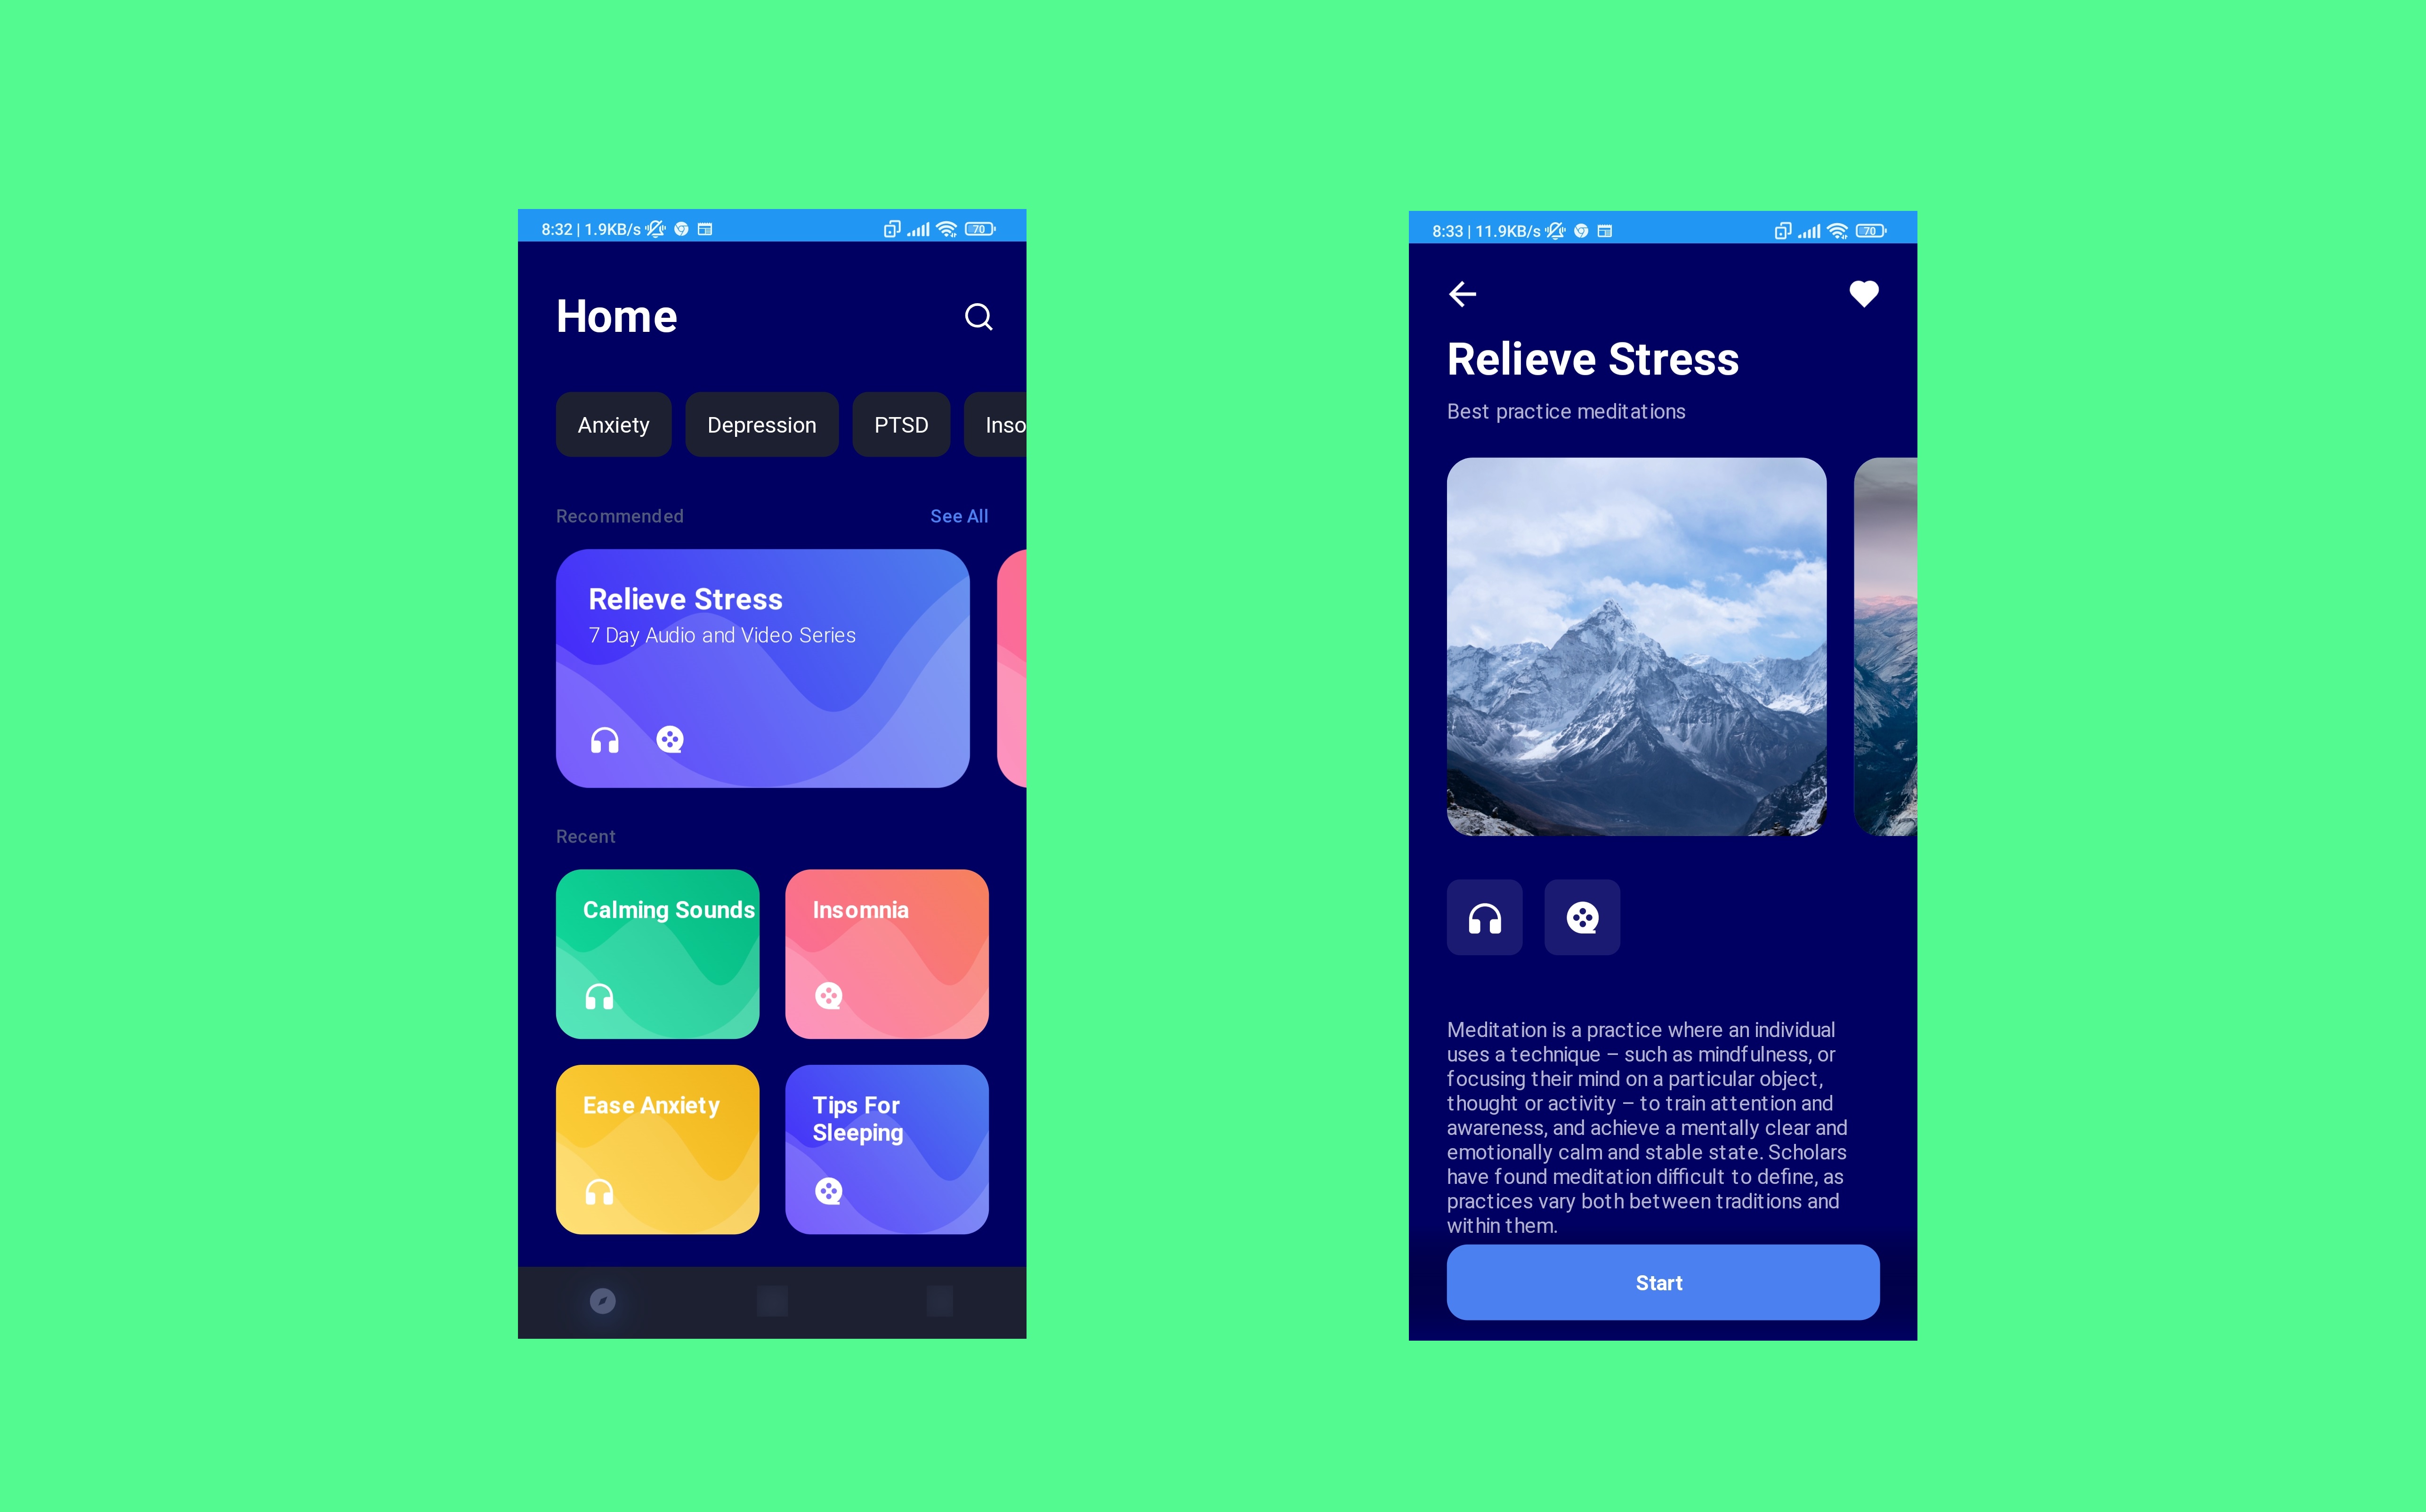 8:32 | 1.9KB/s
70
Home
Anxiety
Depression
PTSD
Inso
Recommended
See All
Relieve Stress
7 Day Audio and Video Series
Recent
Calming Sounds
Insomnia
Ease Anxiety
Tips For
Sleeping
8:33 | 11.9KB/s
70
Relieve Stress
Best practice meditations
Meditation is a practice where an individual
uses a technique – such as mindfulness, or
focusing their mind on a particular object,
thought or activity – to train attention and
awareness, and achieve a mentally clear and
emotionally calm and stable state. Scholars
have found meditation difficult to define, as
practices vary both between traditions and
within them.
Start